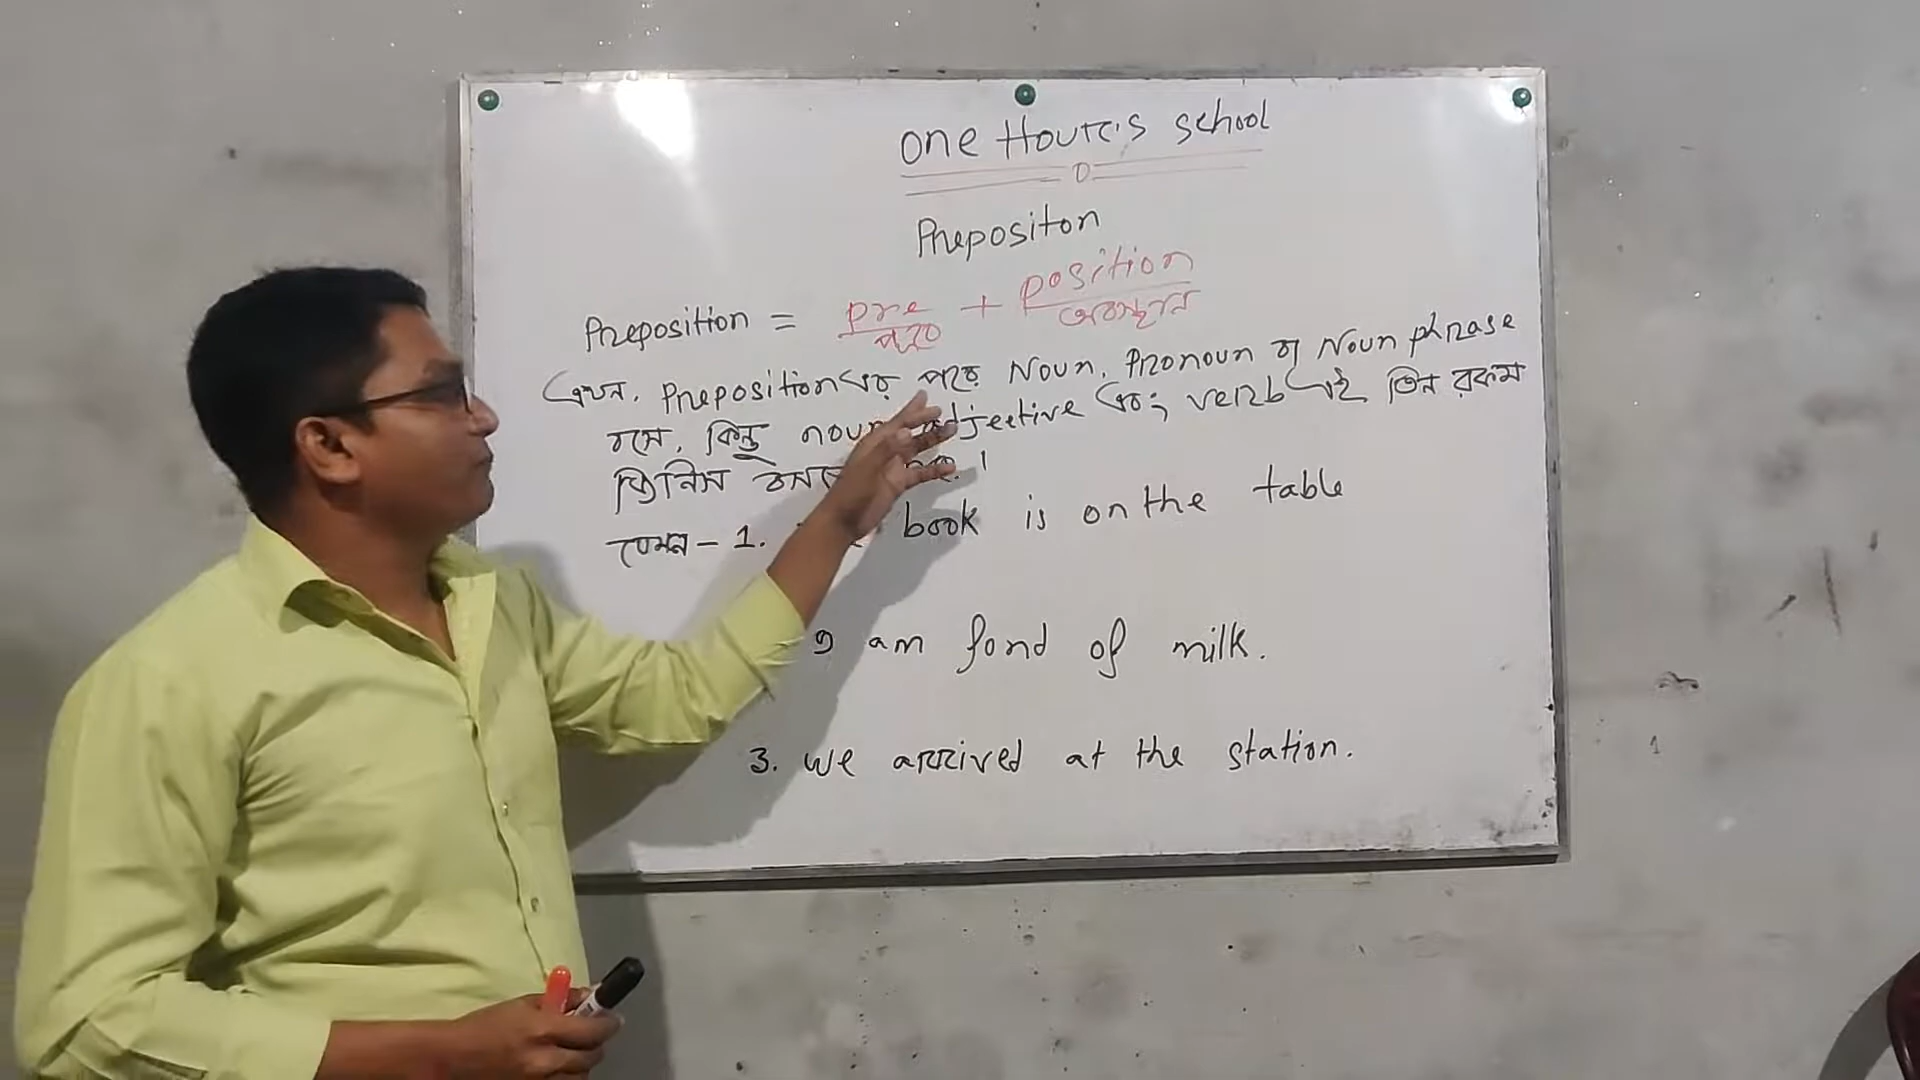 One Hour's School
Prepositon
Preposition = pre + position
পূর্বে অবস্থান
এখন, Preposition এর পরে Noun, Pronoun বা Noun phrase
বসে, কিন্তু noun adjective এবং verb এই তিন রকম
জিনিস
যেমন - 1. book is on the table
I am fond of milk.
3. we arrived at the station.